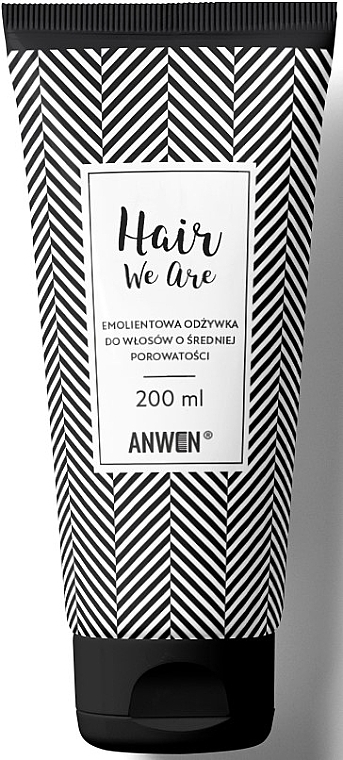 Hair
We Are
EMOLIENTOWA ODŻYWKA
DO WŁOSÓW O ŚREDNIEJ
POROWATOŚCI
200 ml
ANWEN®